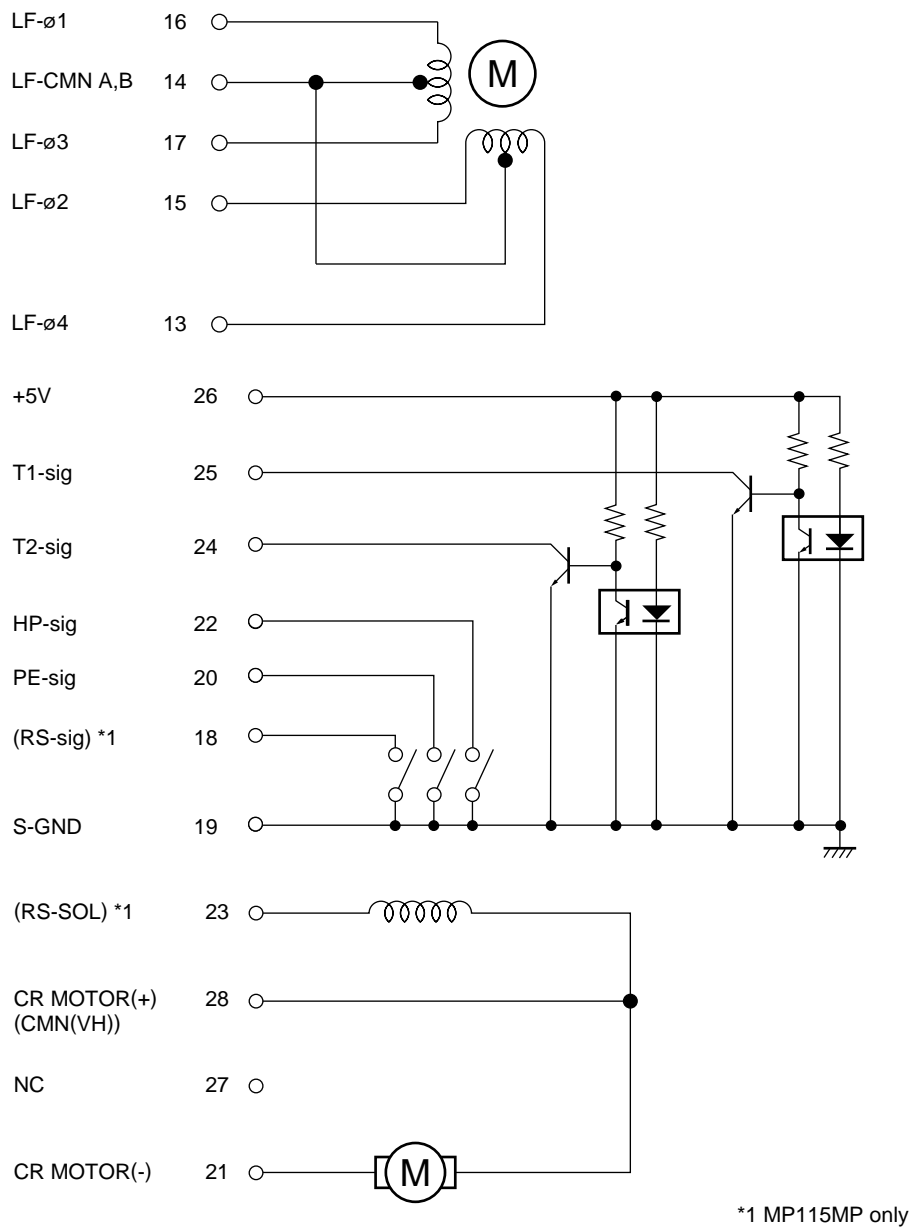 LF-ø1 16
LF-CMN A,B 14
M
LF-ø3 17
LF-ø2 15
LF-ø4 13
+5V 26
T1-sig 25
T2-sig 24
HP-sig 22
PE-sig 20
(RS-sig) *1 18
S-GND 19
(RS-SOL) *1 23
CR MOTOR(+) 28
(CMN(VH))
NC 27
CR MOTOR(-) 21 M
*1 MP115MP only